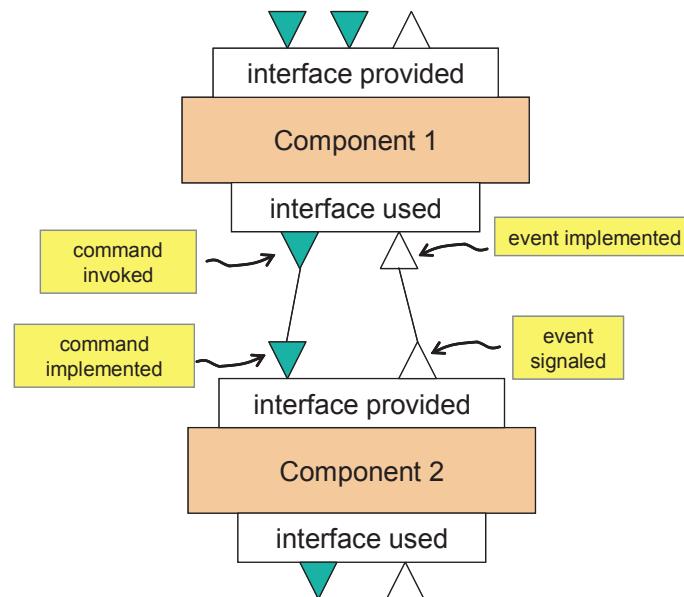 interface provided
Component 1
interface used
command
invoked
event implemented
command
implemented
event
signaled
interface provided
Component 2
interface used